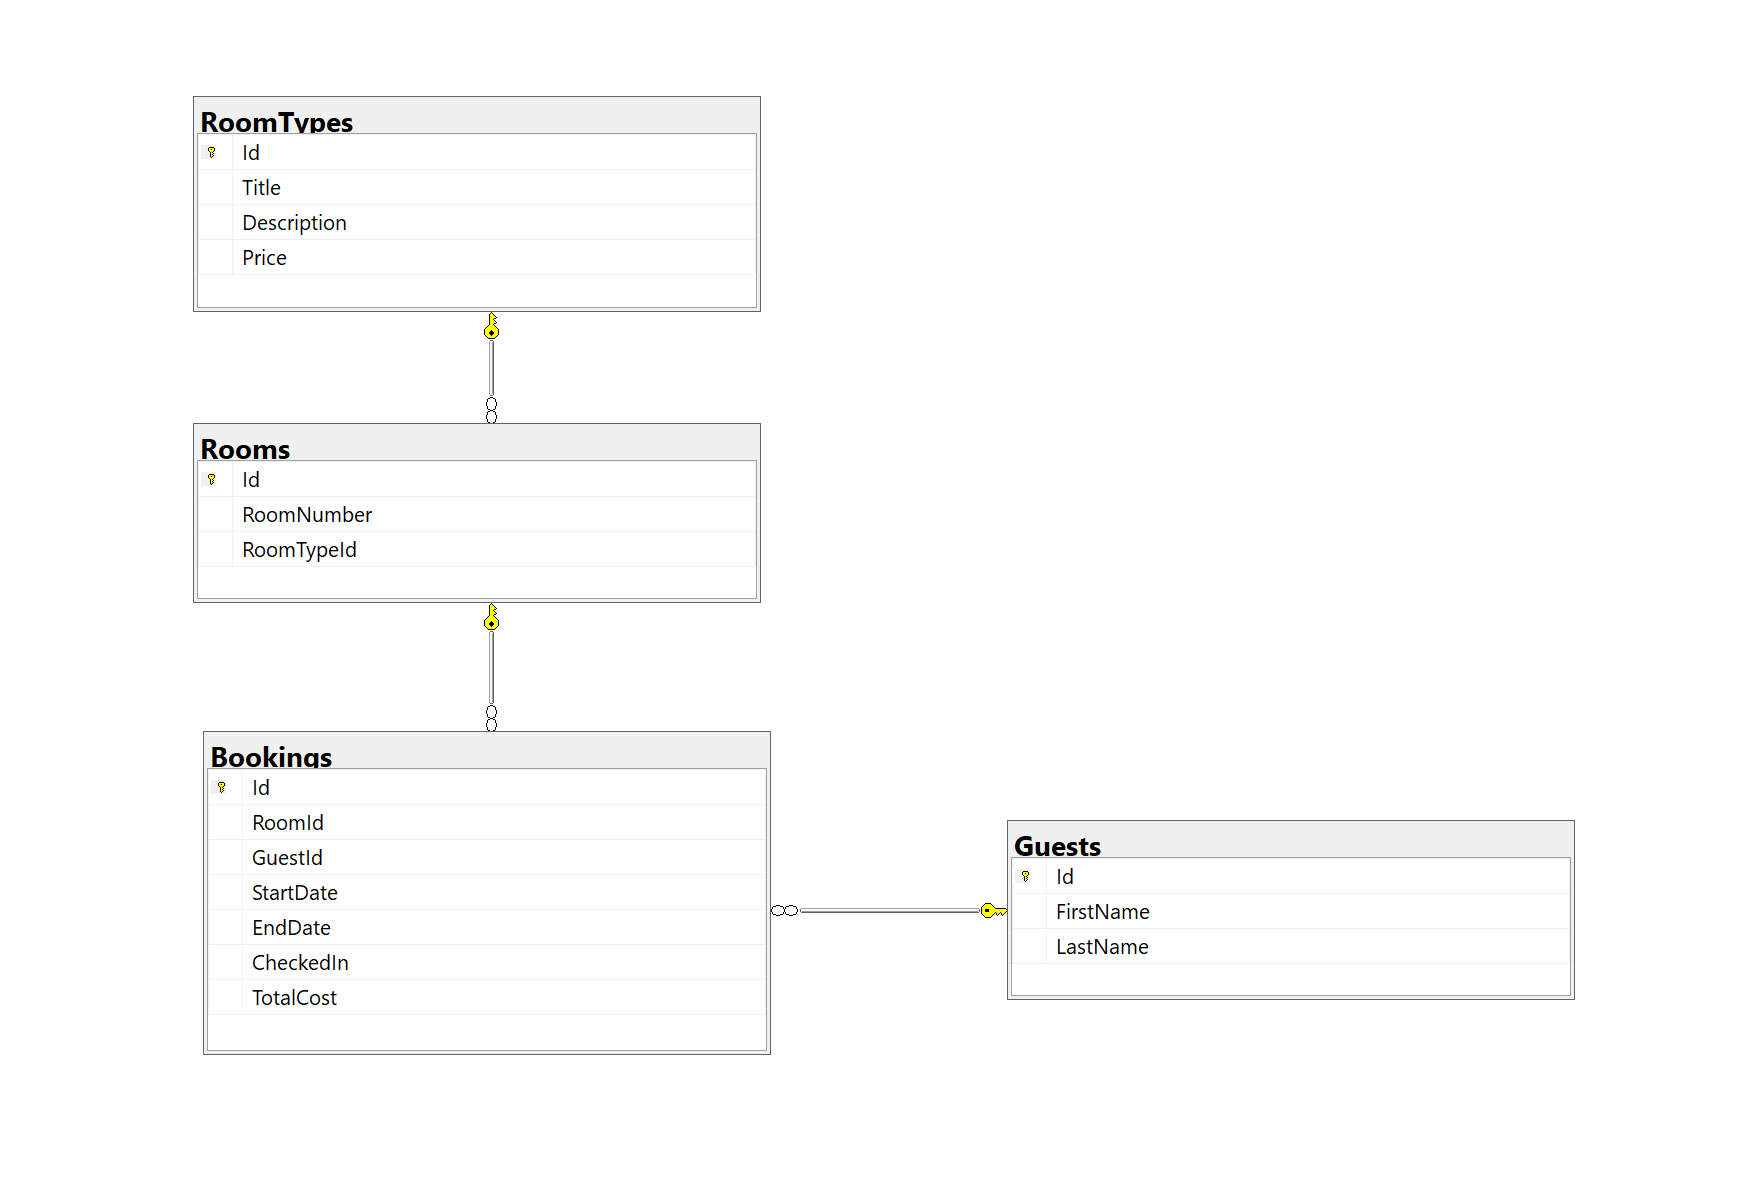 RoomTypes
Id
Title
Description
Price
Rooms
Id
RoomNumber
RoomTypeId
Bookings
Id
RoomId
GuestId
StartDate
EndDate
CheckedIn
TotalCost
Guests
Id
FirstName
LastName